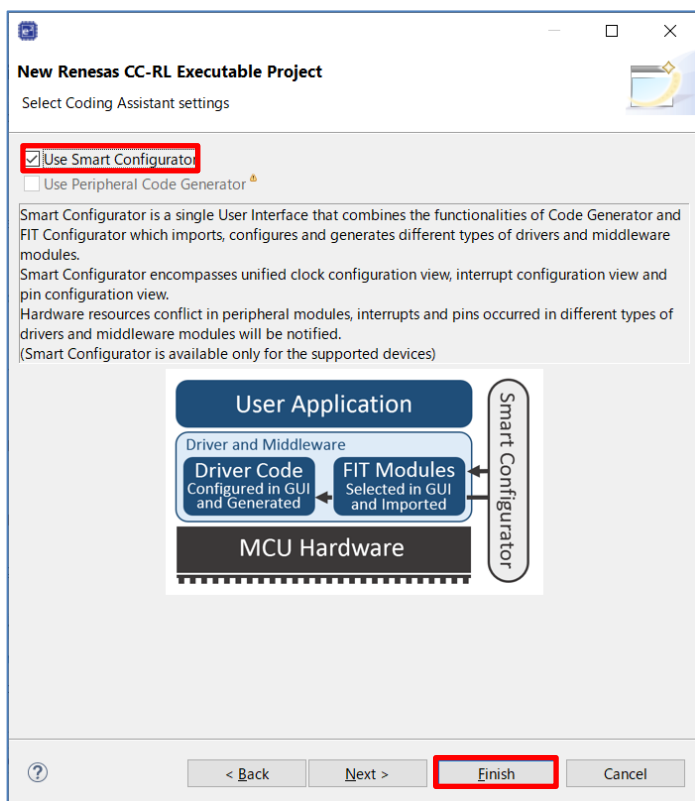 New Renesas CC-RL Executable Project
Select Coding Assistant settings
Use Smart Configurator
Use Peripheral Code Generator
Smart Configurator is a single User Interface that combines the functionalities of Code Generator and
FIT Configurator which imports, configures and generates different types of drivers and middleware
modules.
Smart Configurator encompasses unified clock configuration view, interrupt configuration view and
pin configuration view.
Hardware resources conflict in peripheral modules, interrupts and pins occurred in different types of
drivers and middleware modules will be notified.
(Smart Configurator is available only for the supported devices)
User Application
Driver and Middleware
Driver Code
Configured in GUI
and Generated
FIT Modules
Selected in GUI
and Imported
MCU Hardware
Smart Configurator
?
< Back
Next >
Finish
Cancel